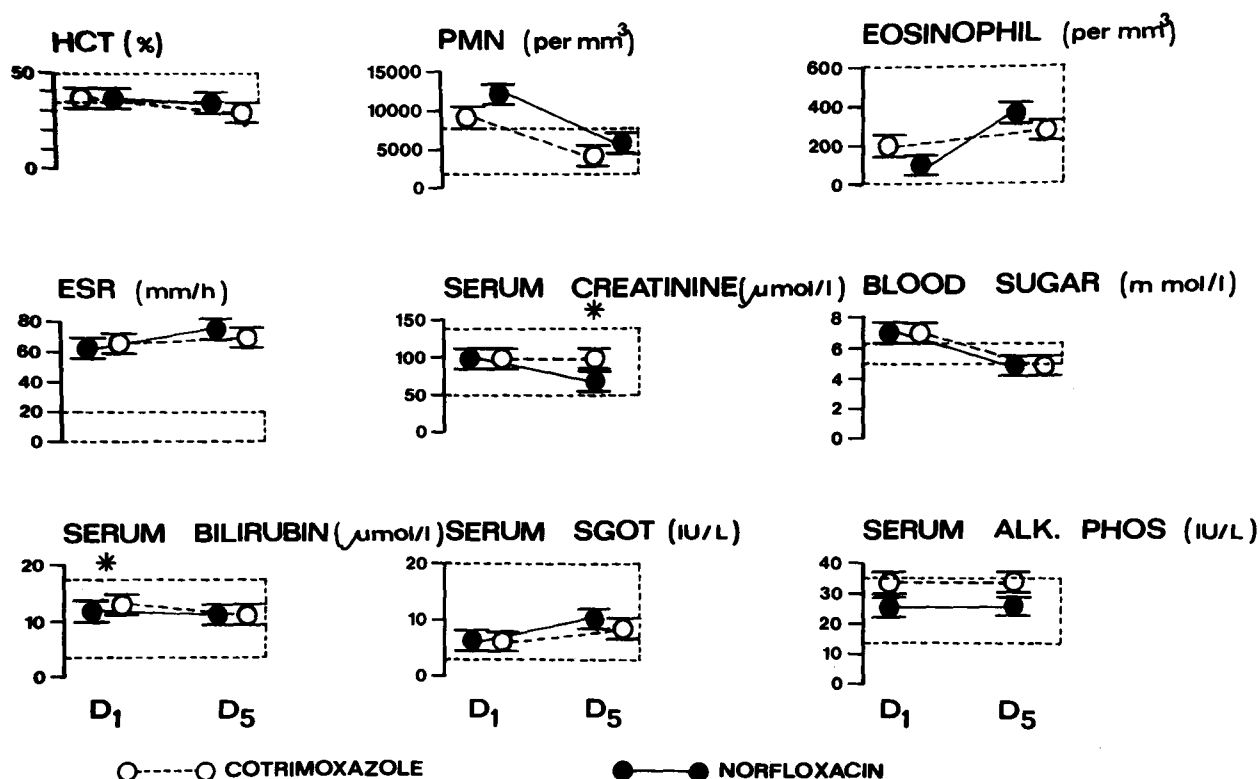 HCT (%)
50
0
PMN (per mm³)
15000
10000
5000
0
EOSINOPHIL (per mm³)
600
400
200
0
ESR (mm/h)
80
60
40
20
0
SERUM CREATININE (μmol/l)
*
150
100
50
0
BLOOD SUGAR (m mol/l)
8
6
4
2
0
SERUM BILIRUBIN (μmol/l)
*
20
10
0
D1 D5
SERUM SGOT (IU/L)
20
10
0
D1 D5
SERUM ALK. PHOS (IU/L)
40
30
20
10
0
D1 D5
COTRIMOXAZOLE
NORFLOXACIN